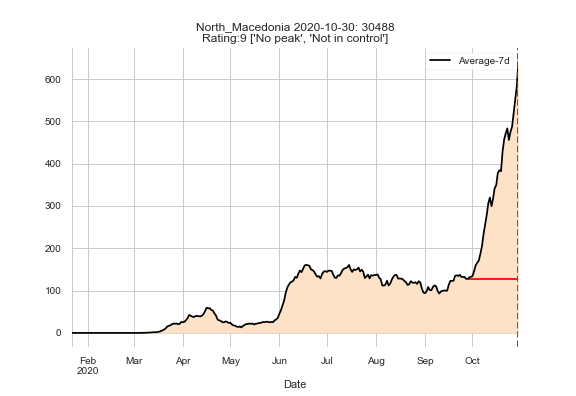 North_Macedonia 2020-10-30: 30488
Rating:9 ['No peak', 'Not in control']
Average-7d
600
500
400
300
200
100
0
Feb Mar Apr May Jun Jul Aug Sep Oct
2020
Date